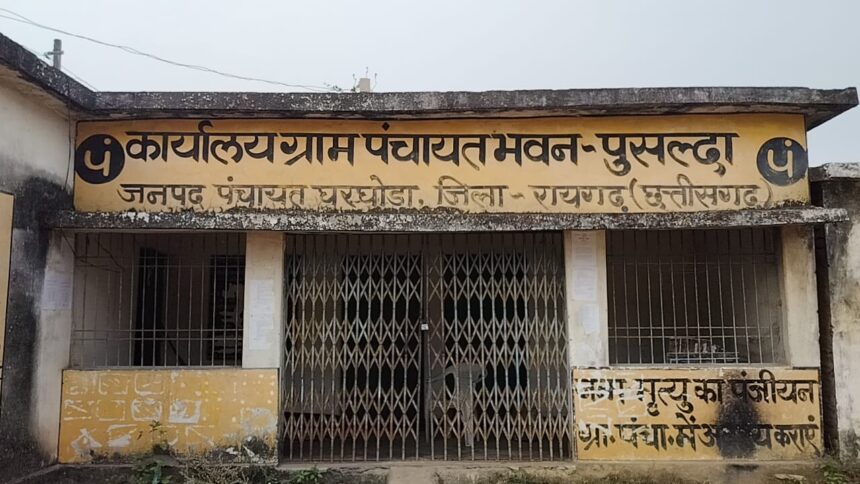 पं कार्यालय ग्राम पंचायत भवन - पुसल्दा पं
जनपद पंचायत घरघोडा, जिला - रायगढ़ (छत्तीसगढ़)
मृत्यु का पंजीयन
ग्रा. पंचा. में कराएं